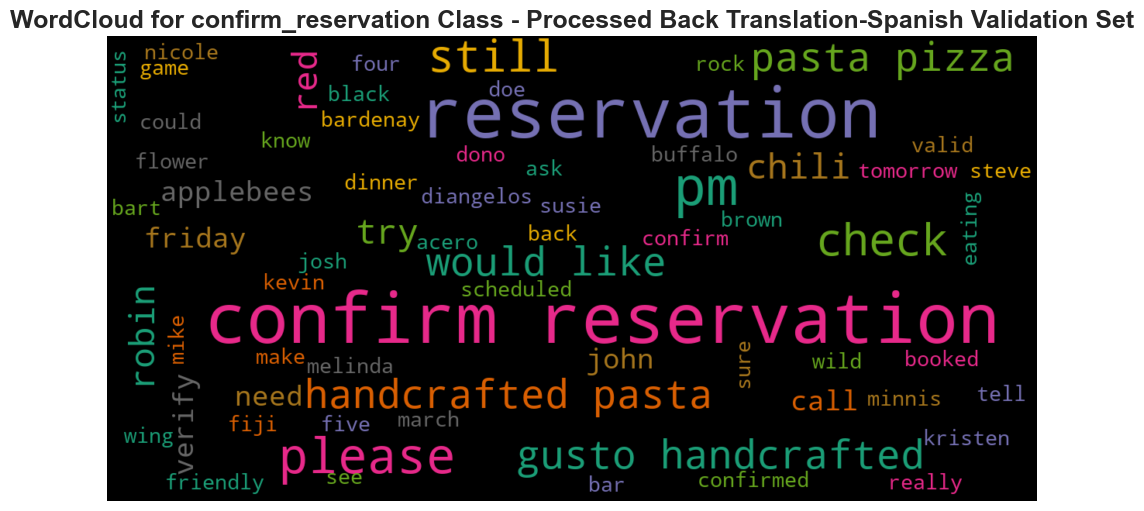 WordCloud for confirm_reservation Class - Processed Back Translation-Spanish Validation Set
status
nicole
game
red
four
still
rock
pasta pizza
black
doe
reservation
could
bardenay
know
valid
flower
dono
ask
buffalo
chili
tomorrow
steve
applebees
dinner
diangelos
susie
pm
brown
eating
bart
friday
try
acero
back
confirm
check
josh
would like
kevin
scheduled
robin
mike
confirm reservation
make
melinda
john
sure
wild
booked
verify
need
handcrafted pasta
call
minnis
tell
fiji
five
march
wing
please
gusto handcrafted
kristen
friendly
see
bar
confirmed
really